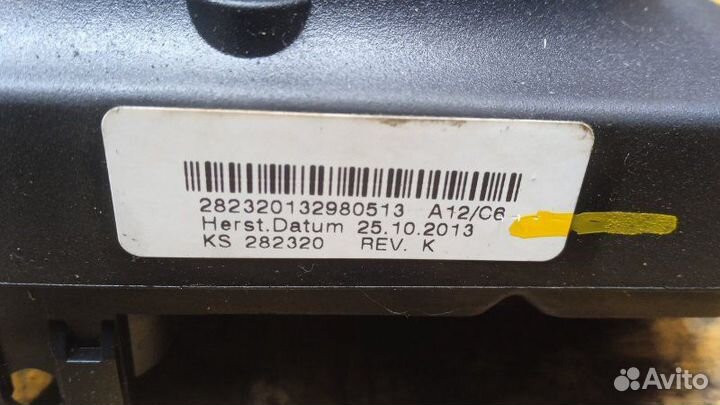 282320132980513 A12/C6
Herst.Datum 25.10.2013
KS 282320 REV. K
Avito